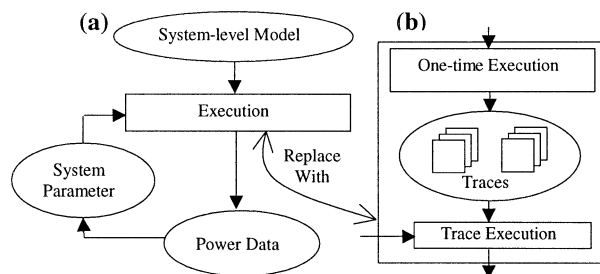 (a)
System-level Model
Execution
System
Parameter
Power Data
Replace
With
(b)
One-time Execution
Traces
Trace Execution